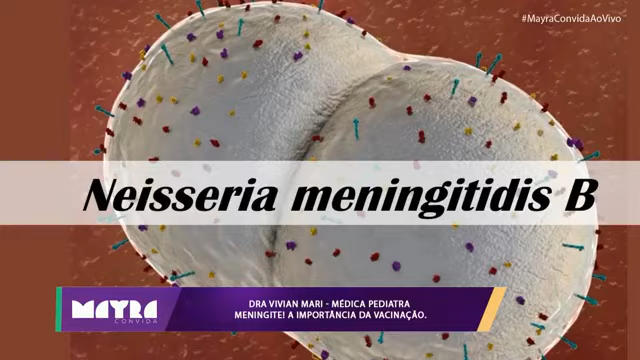 #MayraConvidaAoVivo
Neisseria meningitidis B
MAYRA
CONVIDA
DRA VIVIAN MARI - MÉDICA PEDIATRA
MENINGITE! A IMPORTÂNCIA DA VACINAÇÃO.